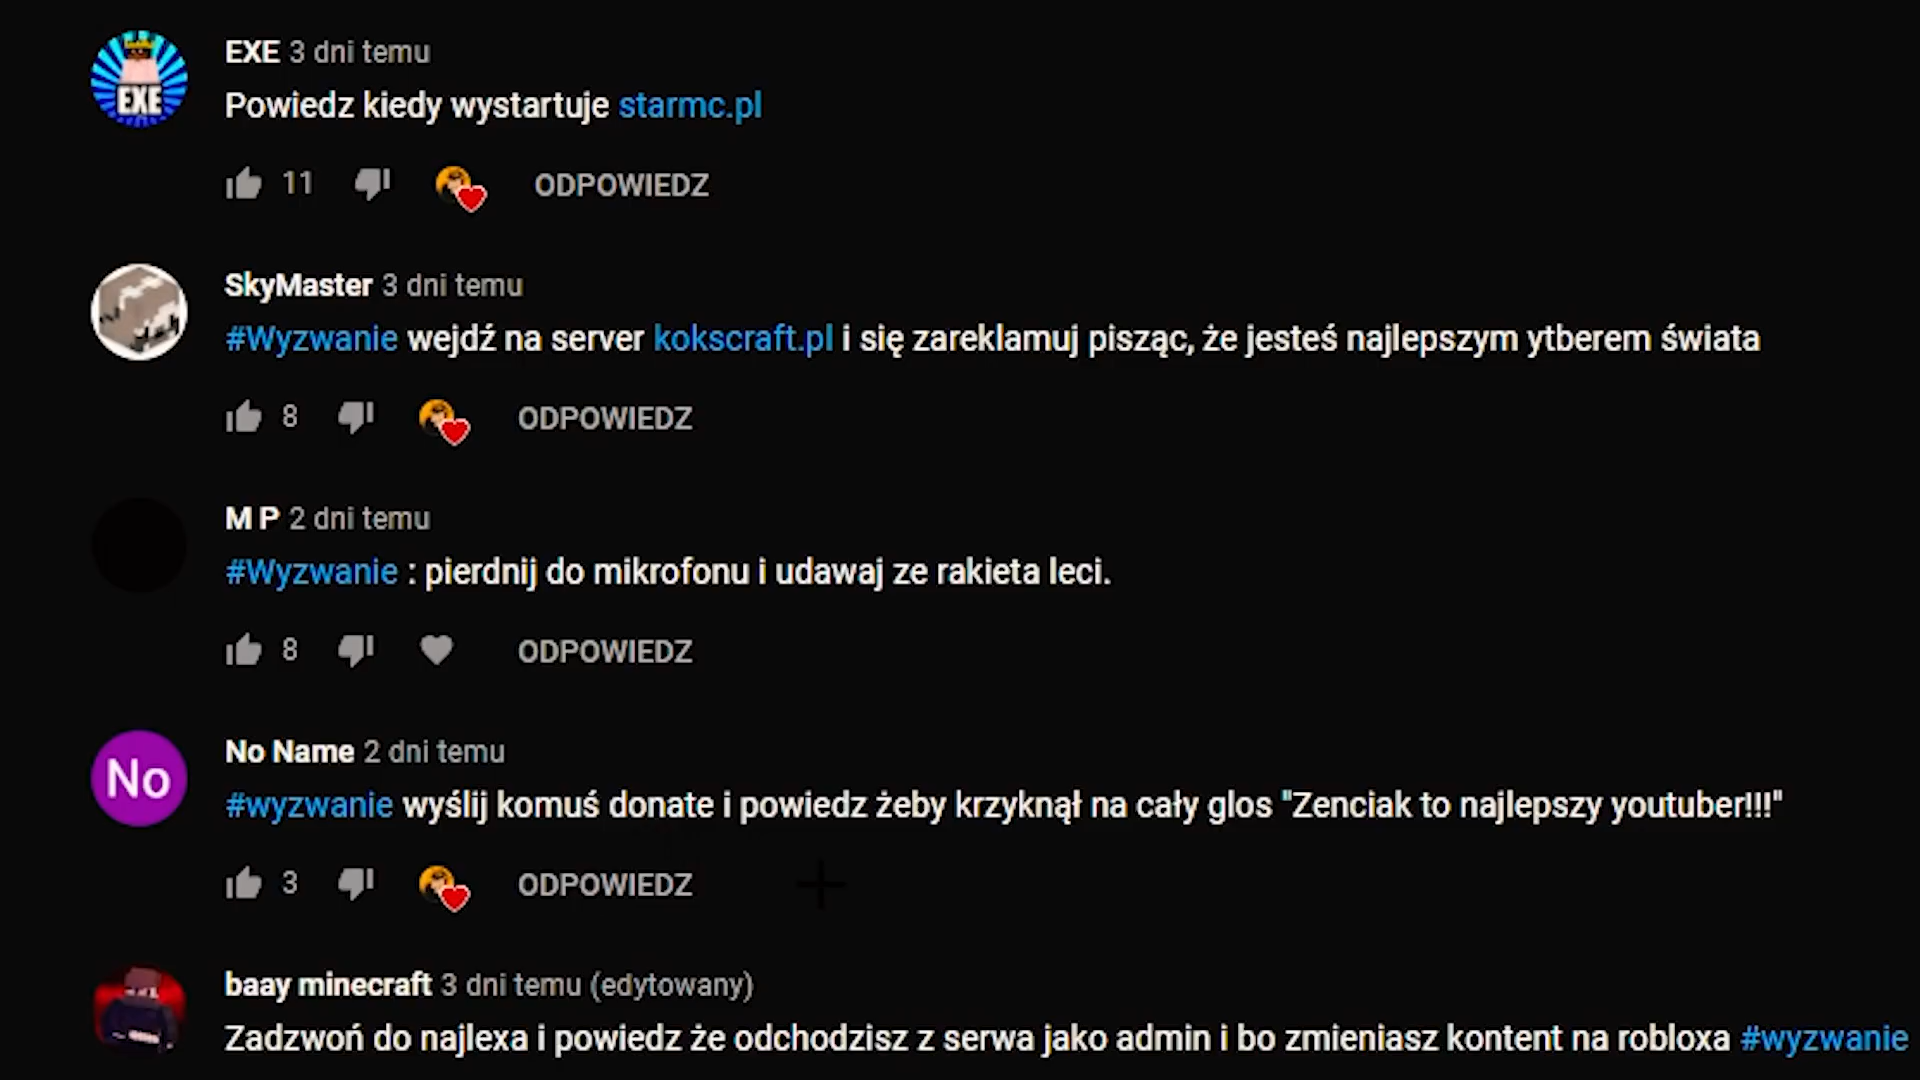 EXE
EXE 3 dni temu
Powiedz kiedy wystartuje starmc.pl
11 ODPOWIEDZ
SkyMaster 3 dni temu
#Wyzwanie wejdź na server kokscraft.pl i się zareklamuj pisząc, że jesteś najlepszym ytberem świata
8 ODPOWIEDZ
M P 2 dni temu
#Wyzwanie : pierdnij do mikrofonu i udawaj ze rakieta leci.
8 ODPOWIEDZ
No
No Name 2 dni temu
#wyzwanie wyślij komuś donate i powiedz żeby krzyknął na cały glos "Zenciak to najlepszy youtuber!!!"
3 ODPOWIEDZ
baay minecraft 3 dni temu (edytowany)
Zadzwoń do najlexa i powiedz że odchodzisz z serwa jako admin i bo zmieniasz kontent na robloxa #wyzwanie